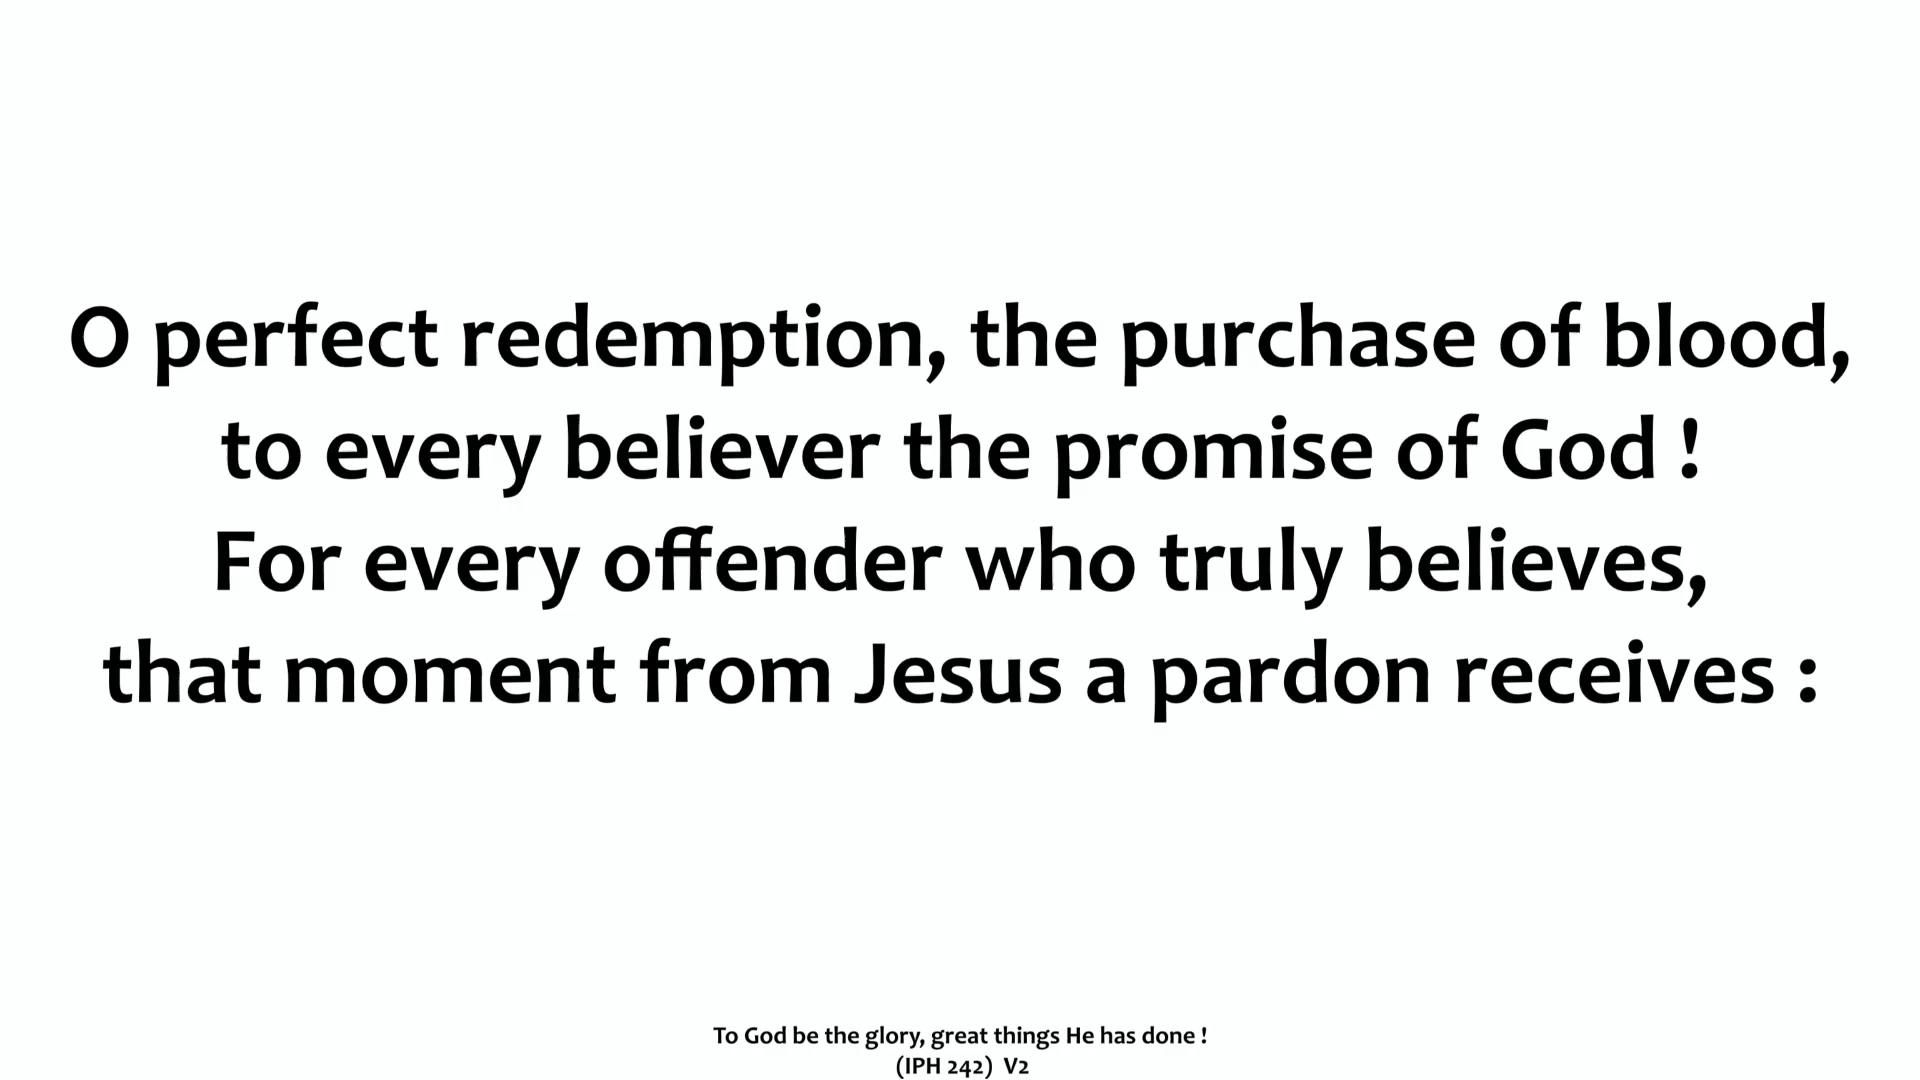 O perfect redemption, the purchase of blood,
to every believer the promise of God !
For every offender who truly believes,
that moment from Jesus a pardon receives :
To God be the glory, great things He has done !
(IPH 242)  V2